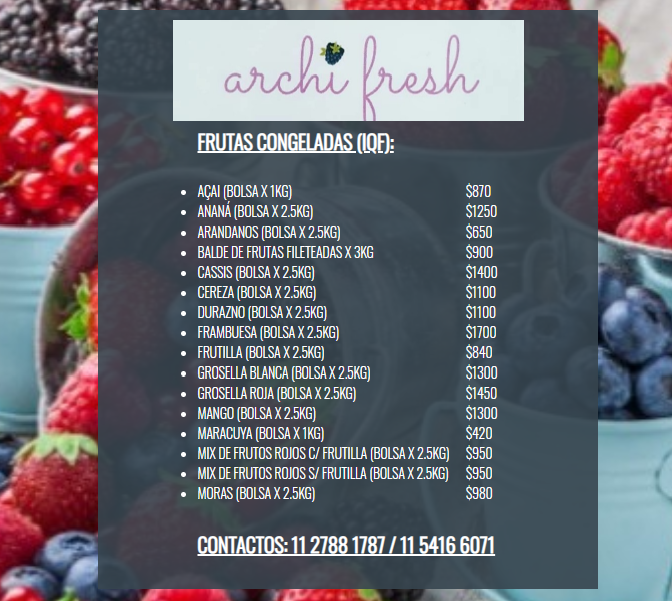 archi fresh
FRUTAS CONGELADAS (IQF):
AÇAI (BOLSA X 1KG) $870
ANANÁ (BOLSA X 2.5KG) $1250
ARANDANOS (BOLSA X 2.5KG) $650
BALDE DE FRUTAS FILETEADAS X 3KG $900
CASSIS (BOLSA X 2.5KG) $1400
CEREZA (BOLSA X 2.5KG) $1100
DURAZNO (BOLSA X 2.5KG) $1100
FRAMBUESA (BOLSA X 2.5KG) $1700
FRUTILLA (BOLSA X 2.5KG) $840
GROSELLA BLANCA (BOLSA X 2.5KG) $1300
GROSELLA ROJA (BOLSA X 2.5KG) $1450
MANGO (BOLSA X 2.5KG) $1300
MARACUYA (BOLSA X 1KG) $420
MIX DE FRUTOS ROJOS C/ FRUTILLA (BOLSA X 2.5KG) $950
MIX DE FRUTOS ROJOS S/ FRUTILLA (BOLSA X 2.5KG) $950
MORAS (BOLSA X 2.5KG) $980
CONTACTOS: 11 2788 1787 / 11 5416 6071